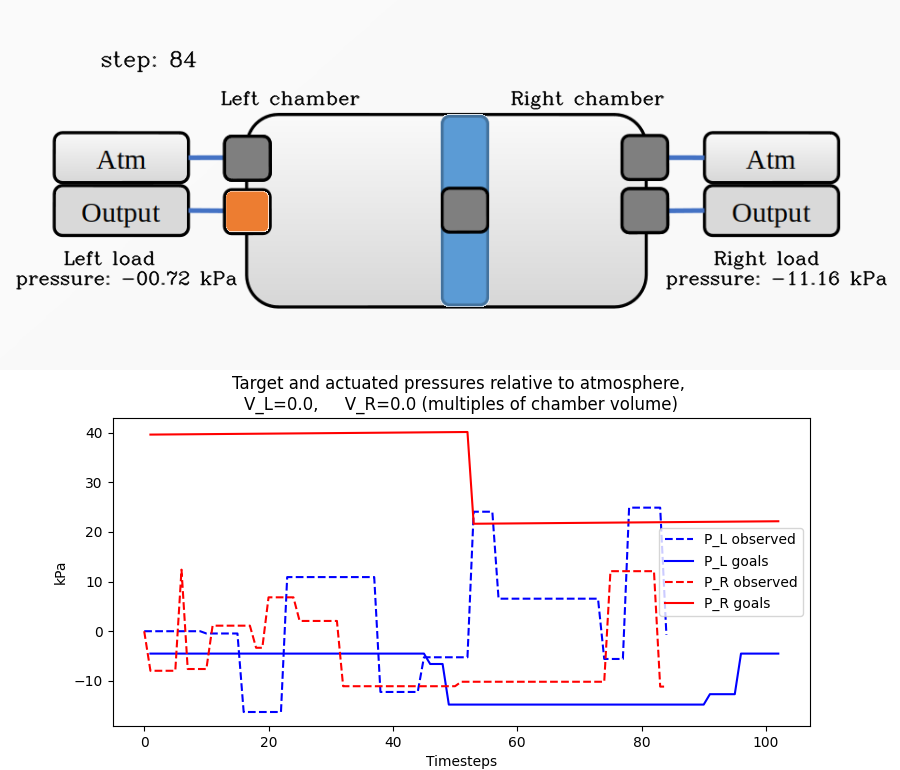 step: 84
Left chamber
Right chamber
Atm
Atm
Output
Output
Left load
pressure: -00.72 kPa
Right load
pressure: -11.16 kPa
Target and actuated pressures relative to atmosphere,
V_L=0.0, V_R=0.0 (multiples of chamber volume)
40
30
20
10
0
−10
kPa
P_L observed
P_L goals
P_R observed
P_R goals
0 20 40 60 80 100
Timesteps